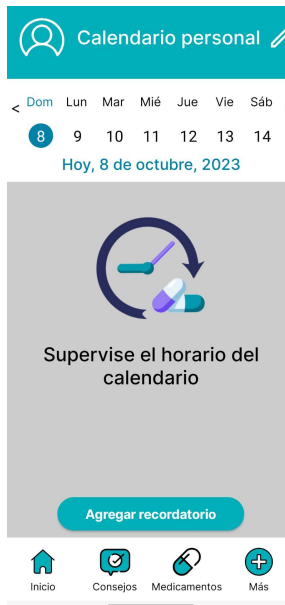 Calendario personal
< Dom Lun Mar Mié Jue Vie Sáb
8 9 10 11 12 13 14
Hoy, 8 de octubre, 2023
Supervise el horario del
calendario
Agregar recordatorio
Inicio Consejos Medicamentos Más